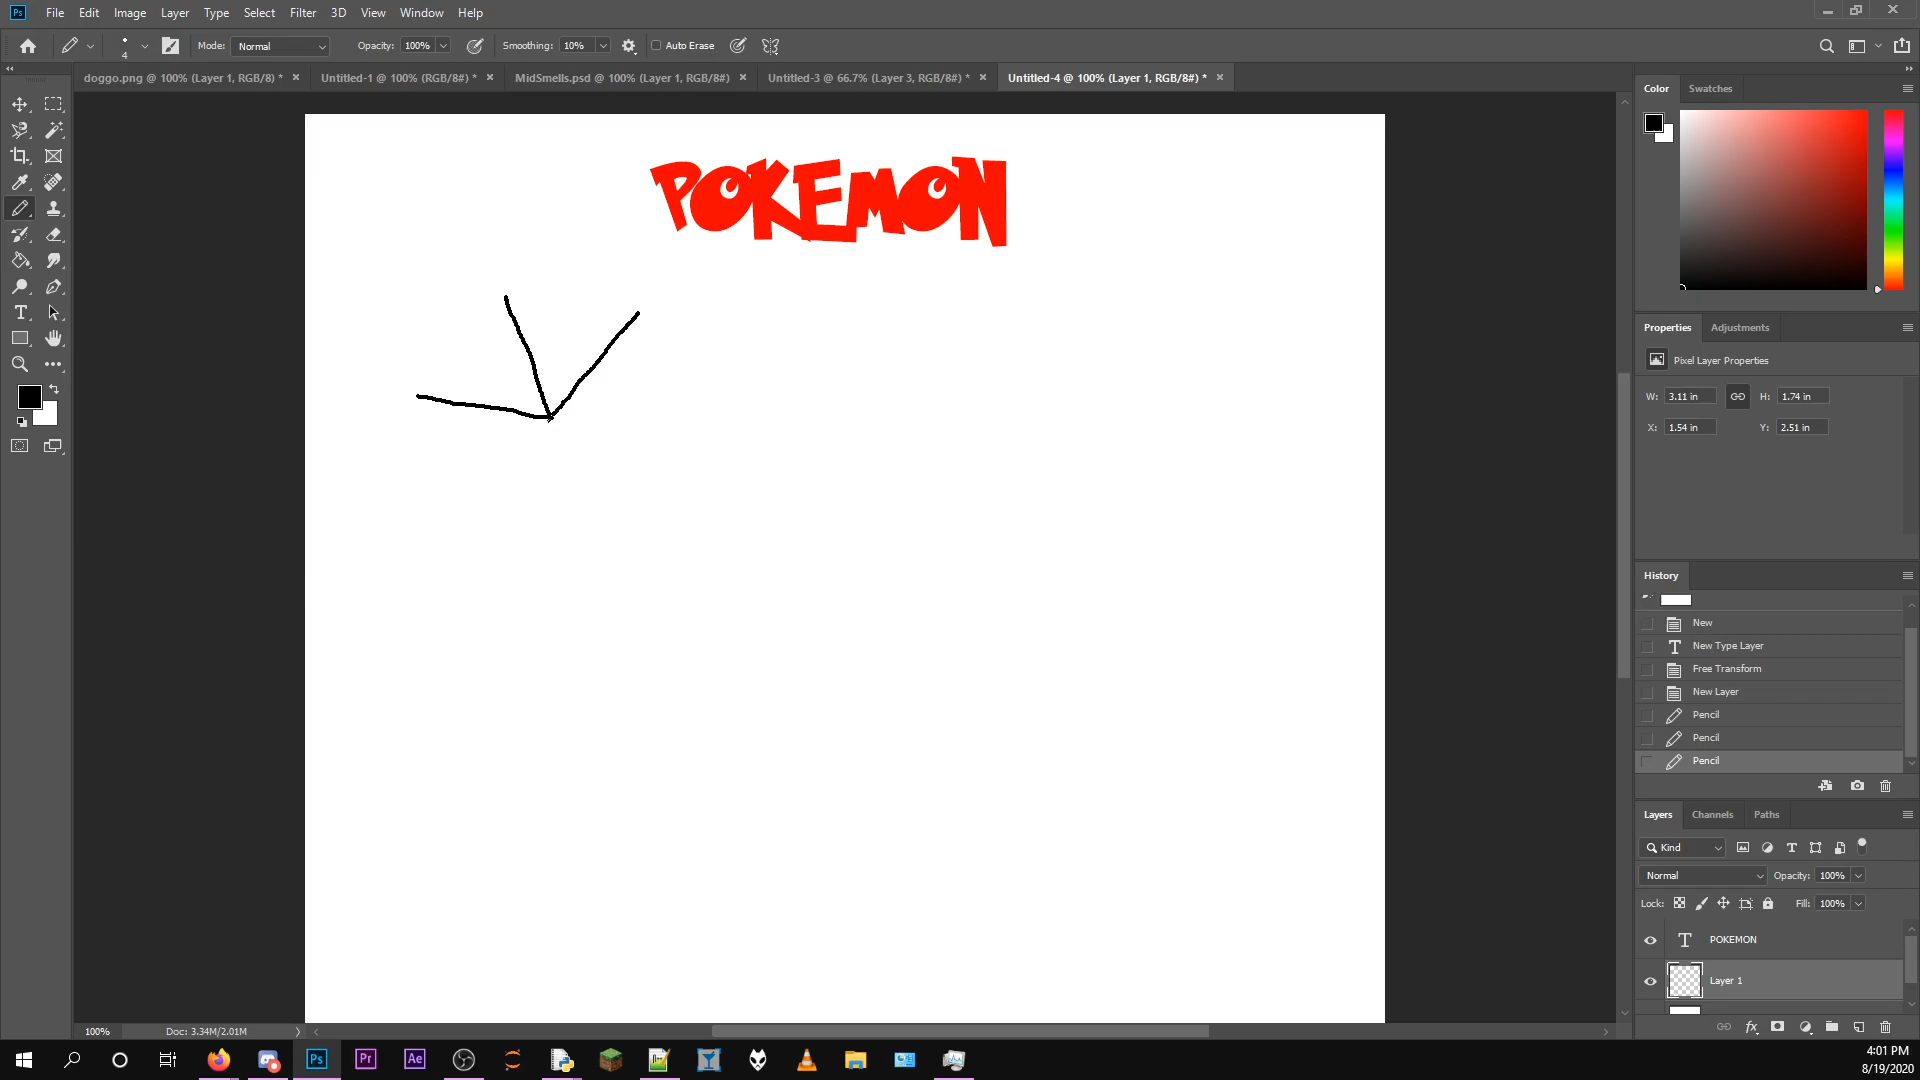 Ps File Edit Image Layer Type Select Filter 3D View Window Help
4 Mode: Normal Opacity: 100% Smoothing: 10% Auto Erase
doggo.png @ 100% (Layer 1, RGB/8) * × Untitled-1 @ 100% (RGB/8#) * × MidSmells.psd @ 100% (Layer 1, RGB/8#) × Untitled-3 @ 66.7% (Layer 3, RGB/8#) * × Untitled-4 @ 100% (Layer 1, RGB/8#) * ×
Color Swatches
POKEMON
Properties Adjustments
Pixel Layer Properties
W: 3.11 in H: 1.74 in
X: 1.54 in Y: 2.51 in
History
New
New Type Layer
Free Transform
New Layer
Pencil
Pencil
Pencil
Layers Channels Paths
Kind
Normal Opacity: 100%
Lock: Fill: 100%
POKEMON
Layer 1
100% Doc: 3.34M/2.01M
Ps Pr Ae
4:01 PM
8/19/2020